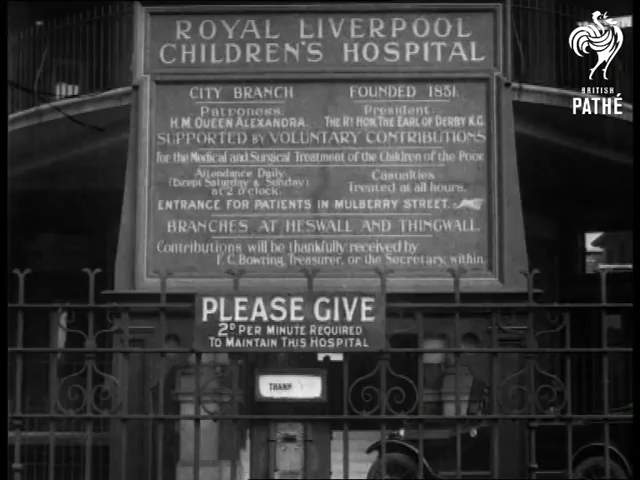 ROYAL LIVERPOOL
CHILDREN'S HOSPITAL
CITY BRANCH FOUNDED 1851.
Patroness. President.
H.M. QUEEN ALEXANDRA. THE RT HON. THE EARL OF DERBY K.G.
SUPPORTED BY VOLUNTARY CONTRIBUTIONS
for the Medical and Surgical Treatment of the Children of the Poor
Attendance Daily Casualties
(Except Saturday & Sunday) Treated at all hours.
at 2 o'clock.
ENTRANCE FOR PATIENTS IN MULBERRY STREET.
BRANCHES AT HESWALL AND THINGWALL.
Contributions will be thankfully received by
F. C. Bowring, Treasurer, or the Secretary, within
PLEASE GIVE
2D PER MINUTE REQUIRED
TO MAINTAIN THIS HOSPITAL
THANK
BRITISH
PATHÉ